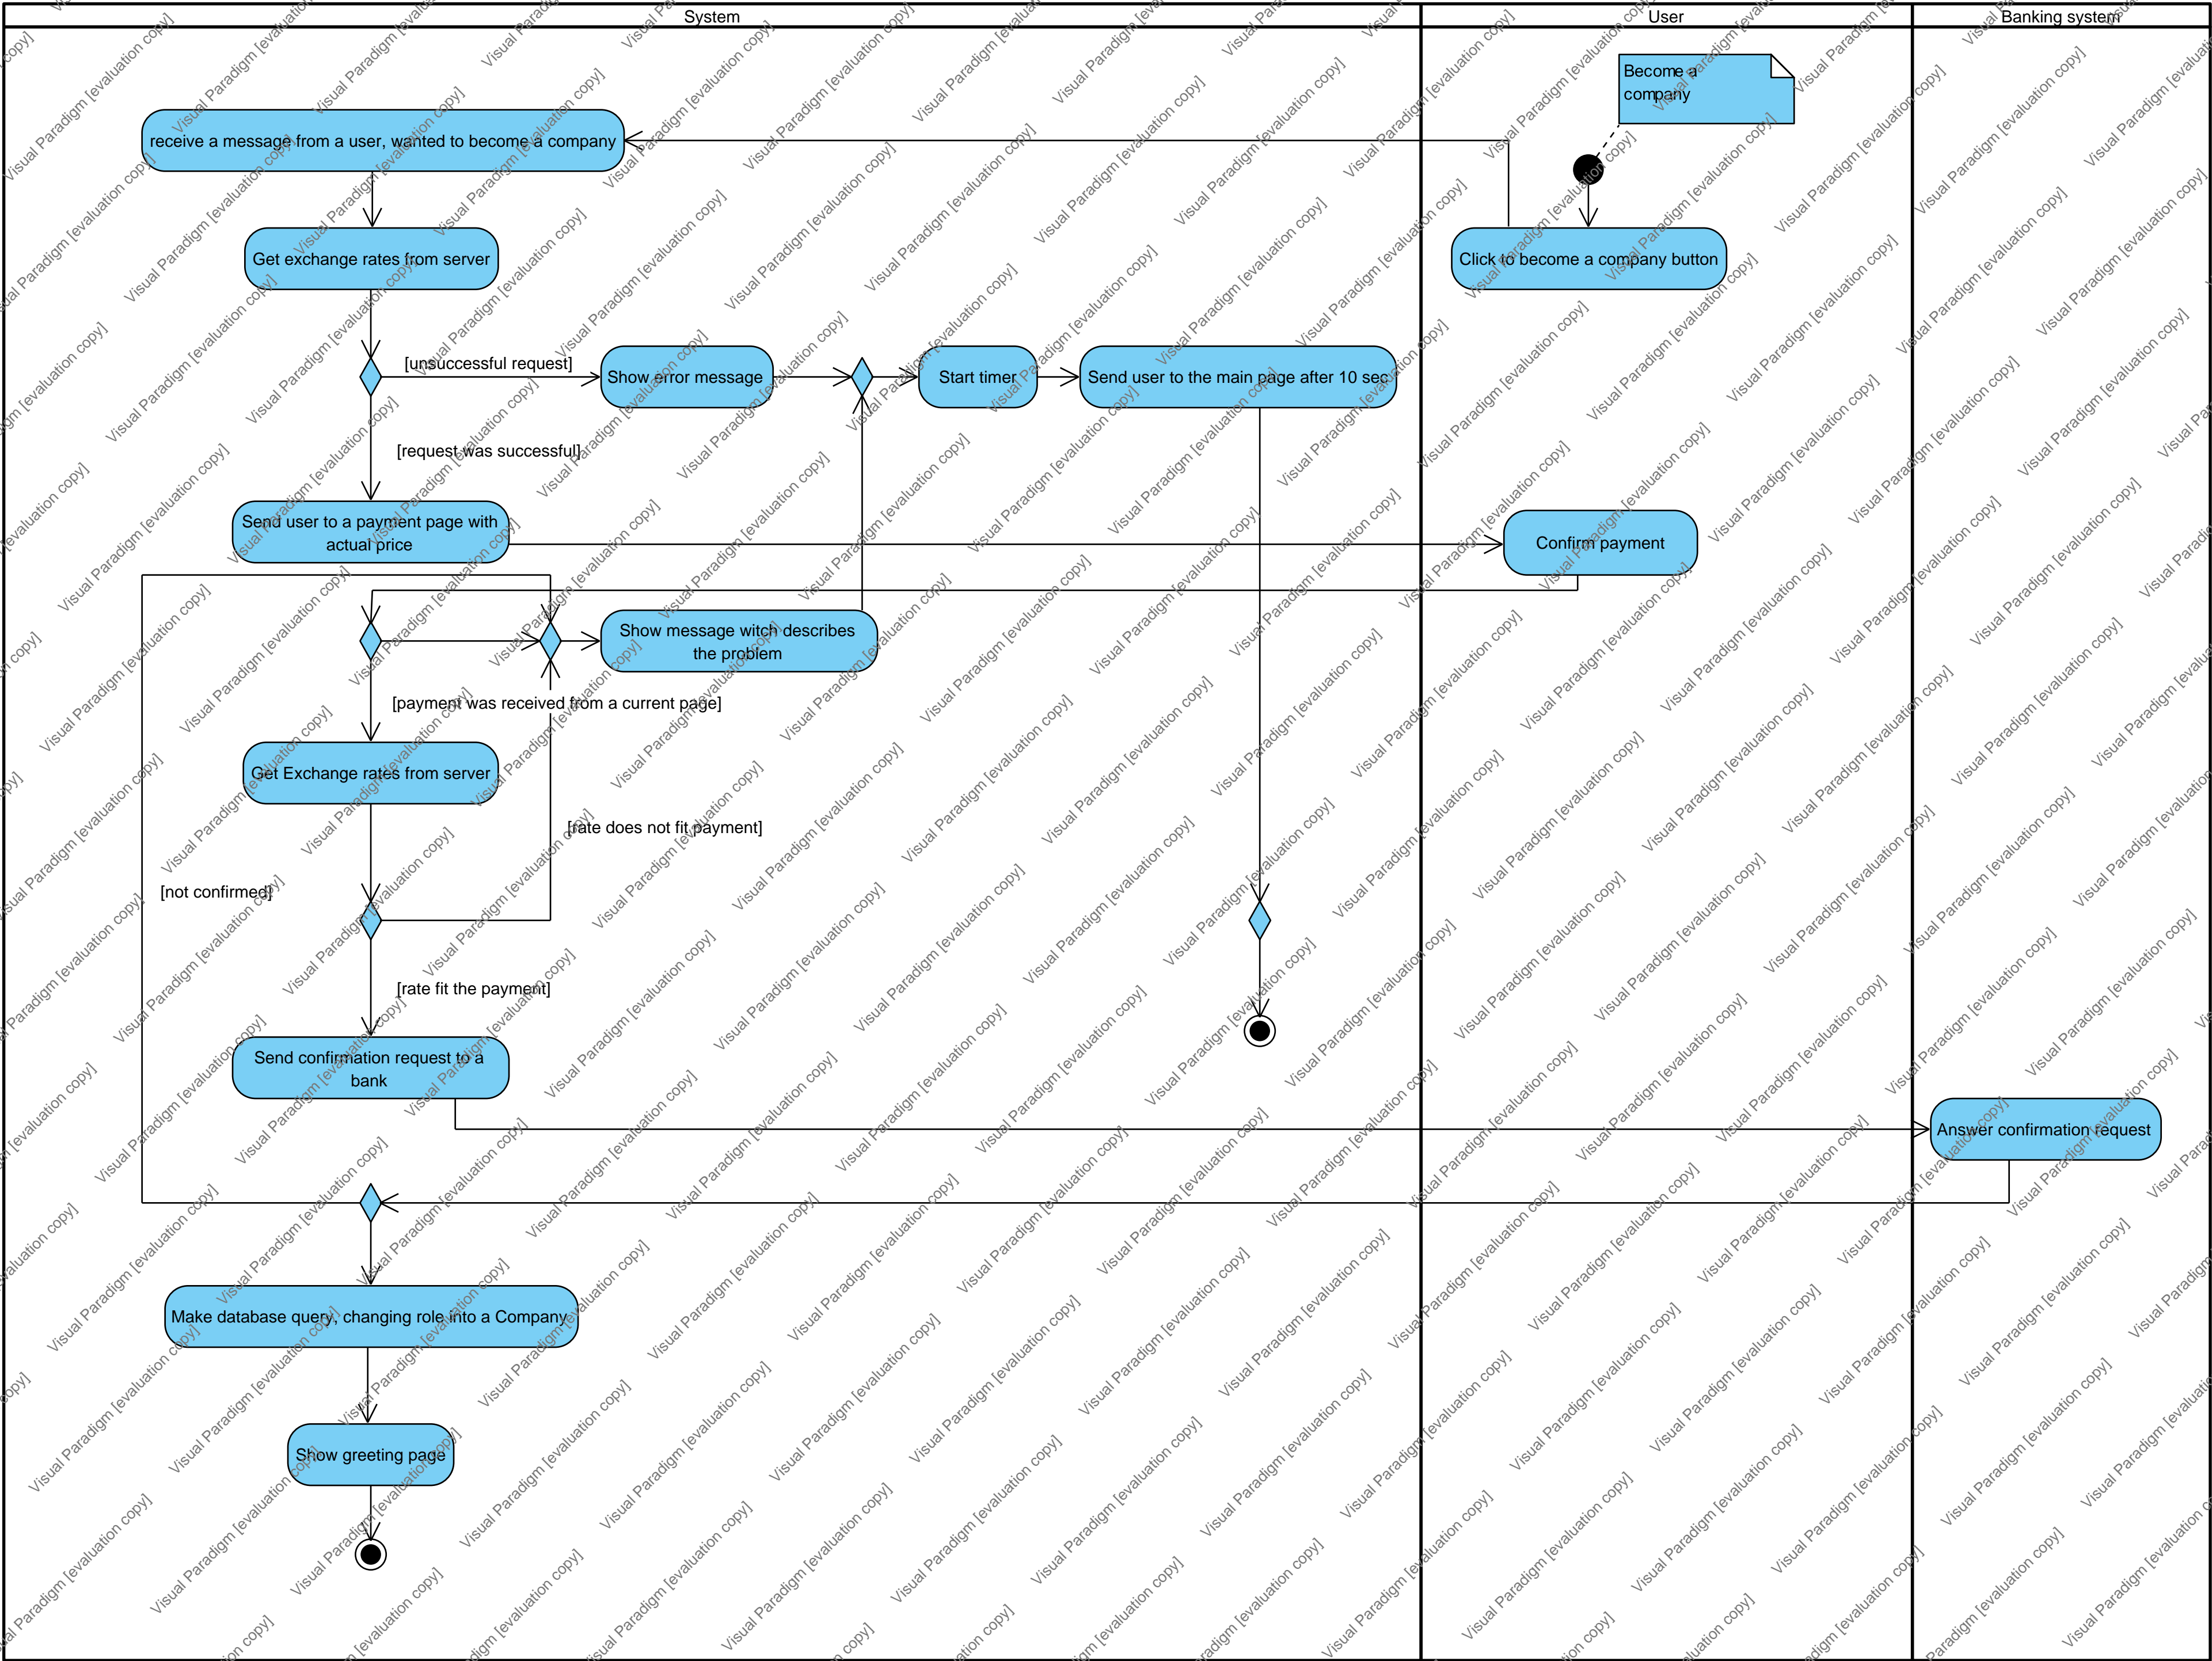 System
User
Banking system
Become a
company
receive a message from a user, wanted to become a company
Get exchange rates from server
Click to become a company button
[unsuccessful request]
Show error message
Start timer
Send user to the main page after 10 sec
[request was successful]
Send user to a payment page with
actual price
Confirm payment
Show message witch describes
the problem
[payment was received from a current page]
Get Exchange rates from server
[rate does not fit payment]
[not confirmed]
[rate fit the payment]
Send confirmation request to a
bank
Answer confirmation request
Make database query, changing role into a Company
Show greeting page
Visual Paradigm [evaluation copy]